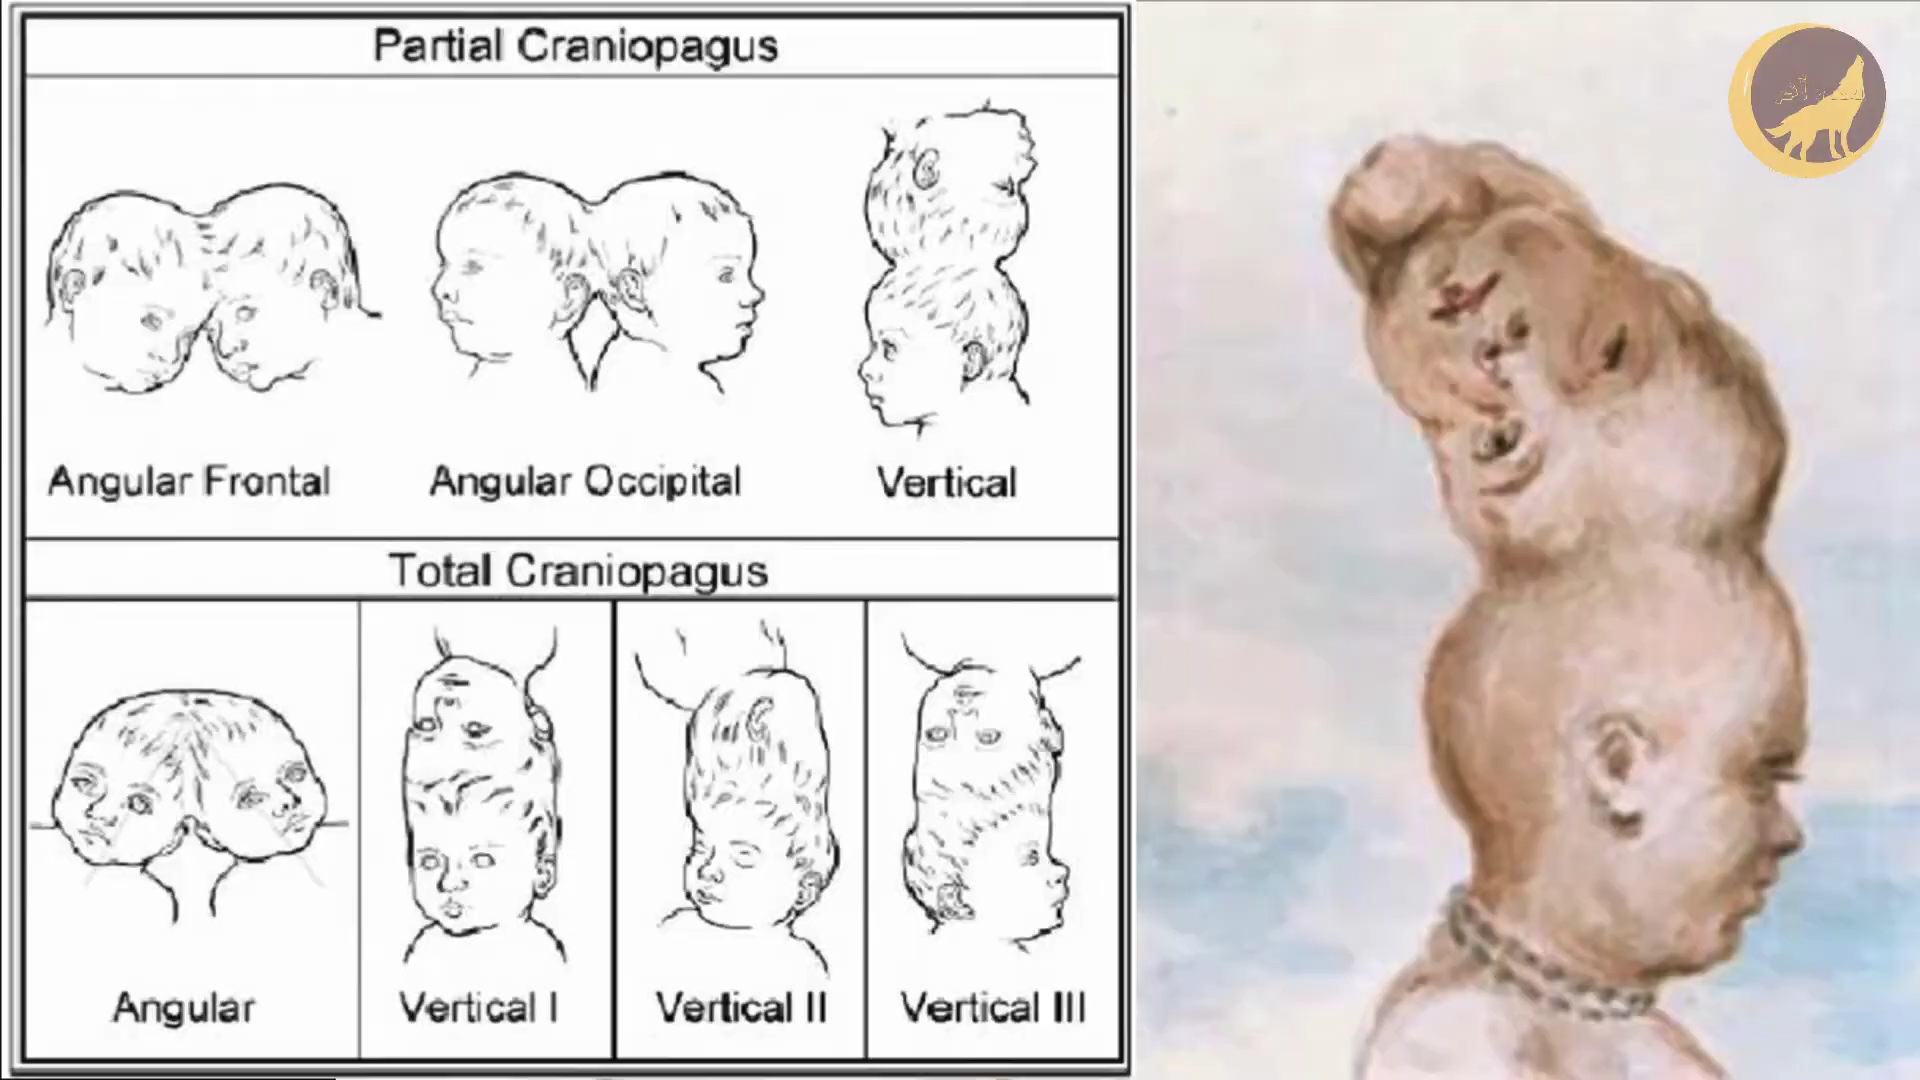 Partial Craniopagus
Angular Frontal
Angular Occipital
Vertical
Total Craniopagus
Angular
Vertical I
Vertical II
Vertical III